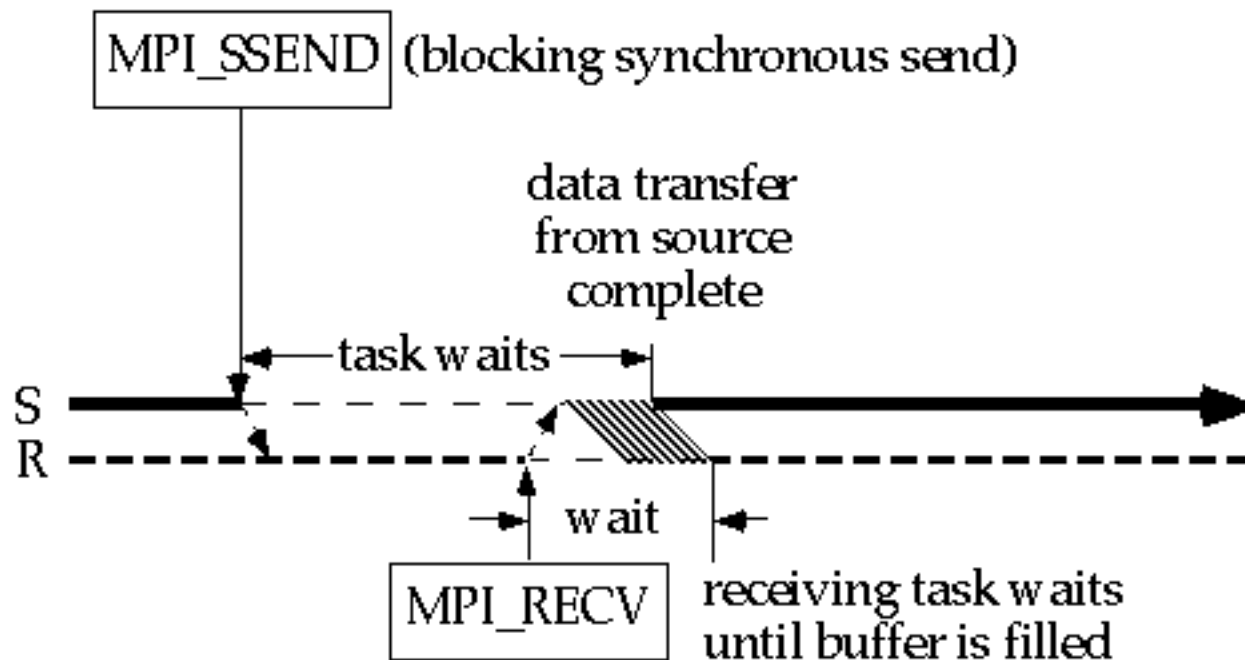 MPI_SSEND (blocking synchronous send)
data transfer
from source
complete
task waits
S
R
wait
MPI_RECV
receiving task waits
until buffer is filled